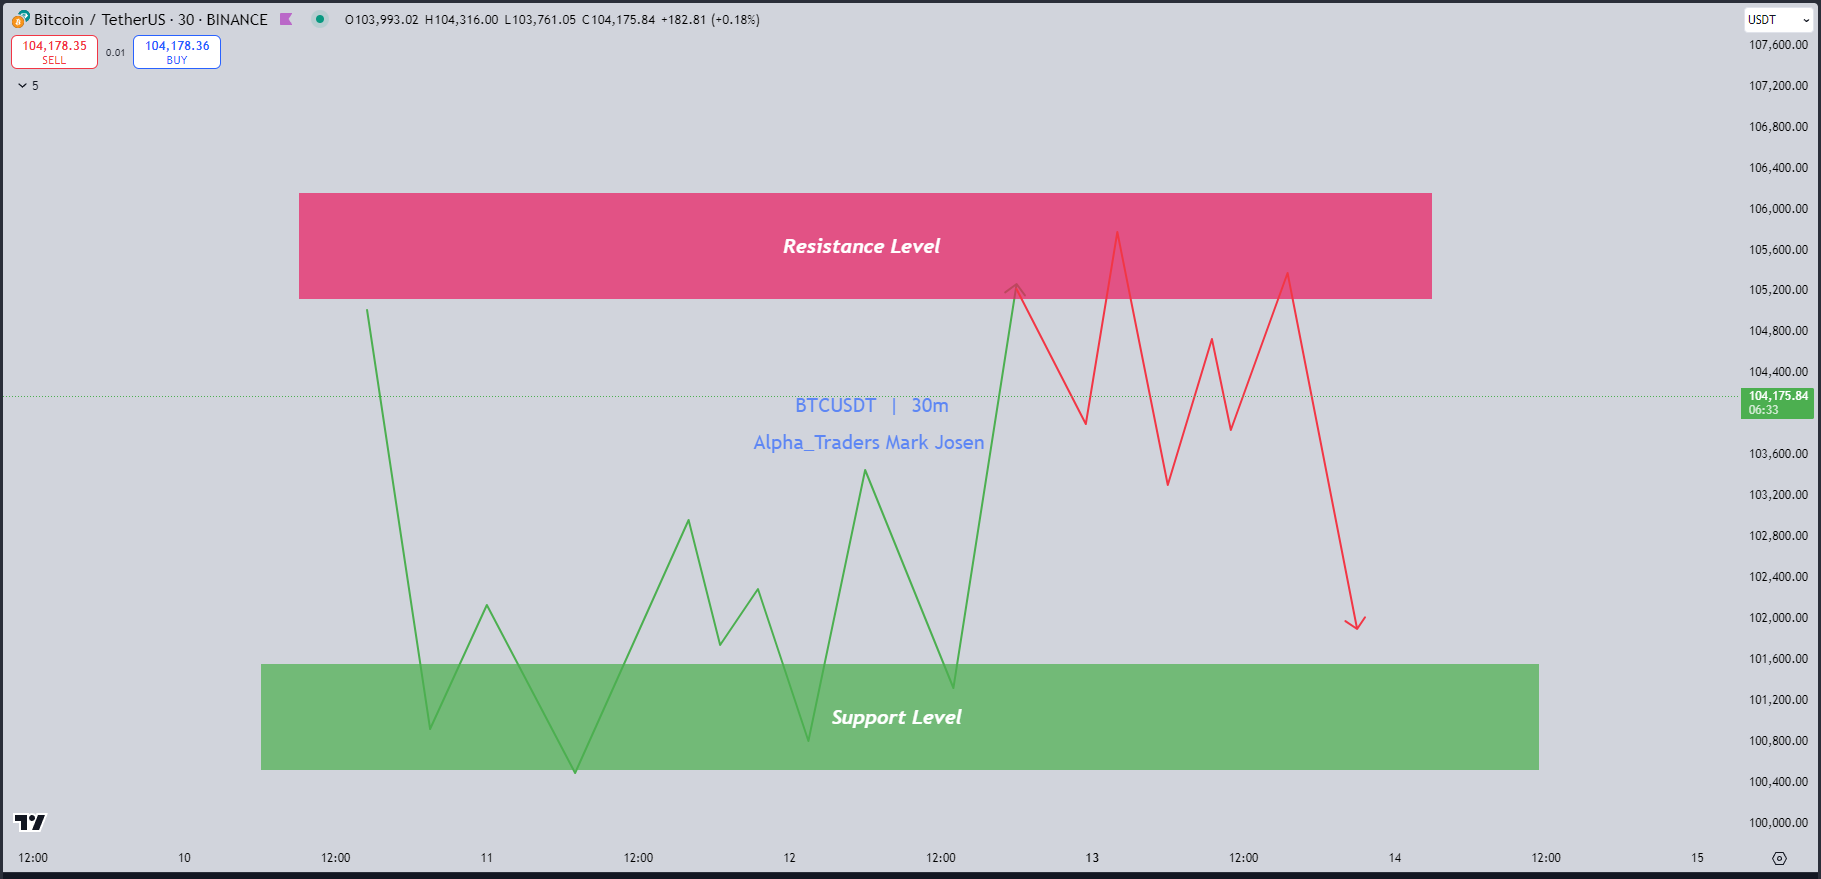 Bitcoin / TetherUS · 30 · BINANCE O103,993.02 H104,316.00 L103,761.05 C104,175.84 +182.81 (+0.18%)
USDT
104,178.35
SELL
0.01
104,178.36
BUY
5
107,600.00
107,200.00
106,800.00
106,400.00
106,000.00
105,600.00
105,200.00
104,800.00
104,400.00
104,175.84
06:33
103,600.00
103,200.00
102,800.00
102,400.00
102,000.00
101,600.00
101,200.00
100,800.00
100,400.00
100,000.00
Resistance Level
BTCUSDT | 30m
Alpha_Traders Mark Josen
Support Level
12:00 10 12:00 11 12:00 12 12:00 13 12:00 14 12:00 15